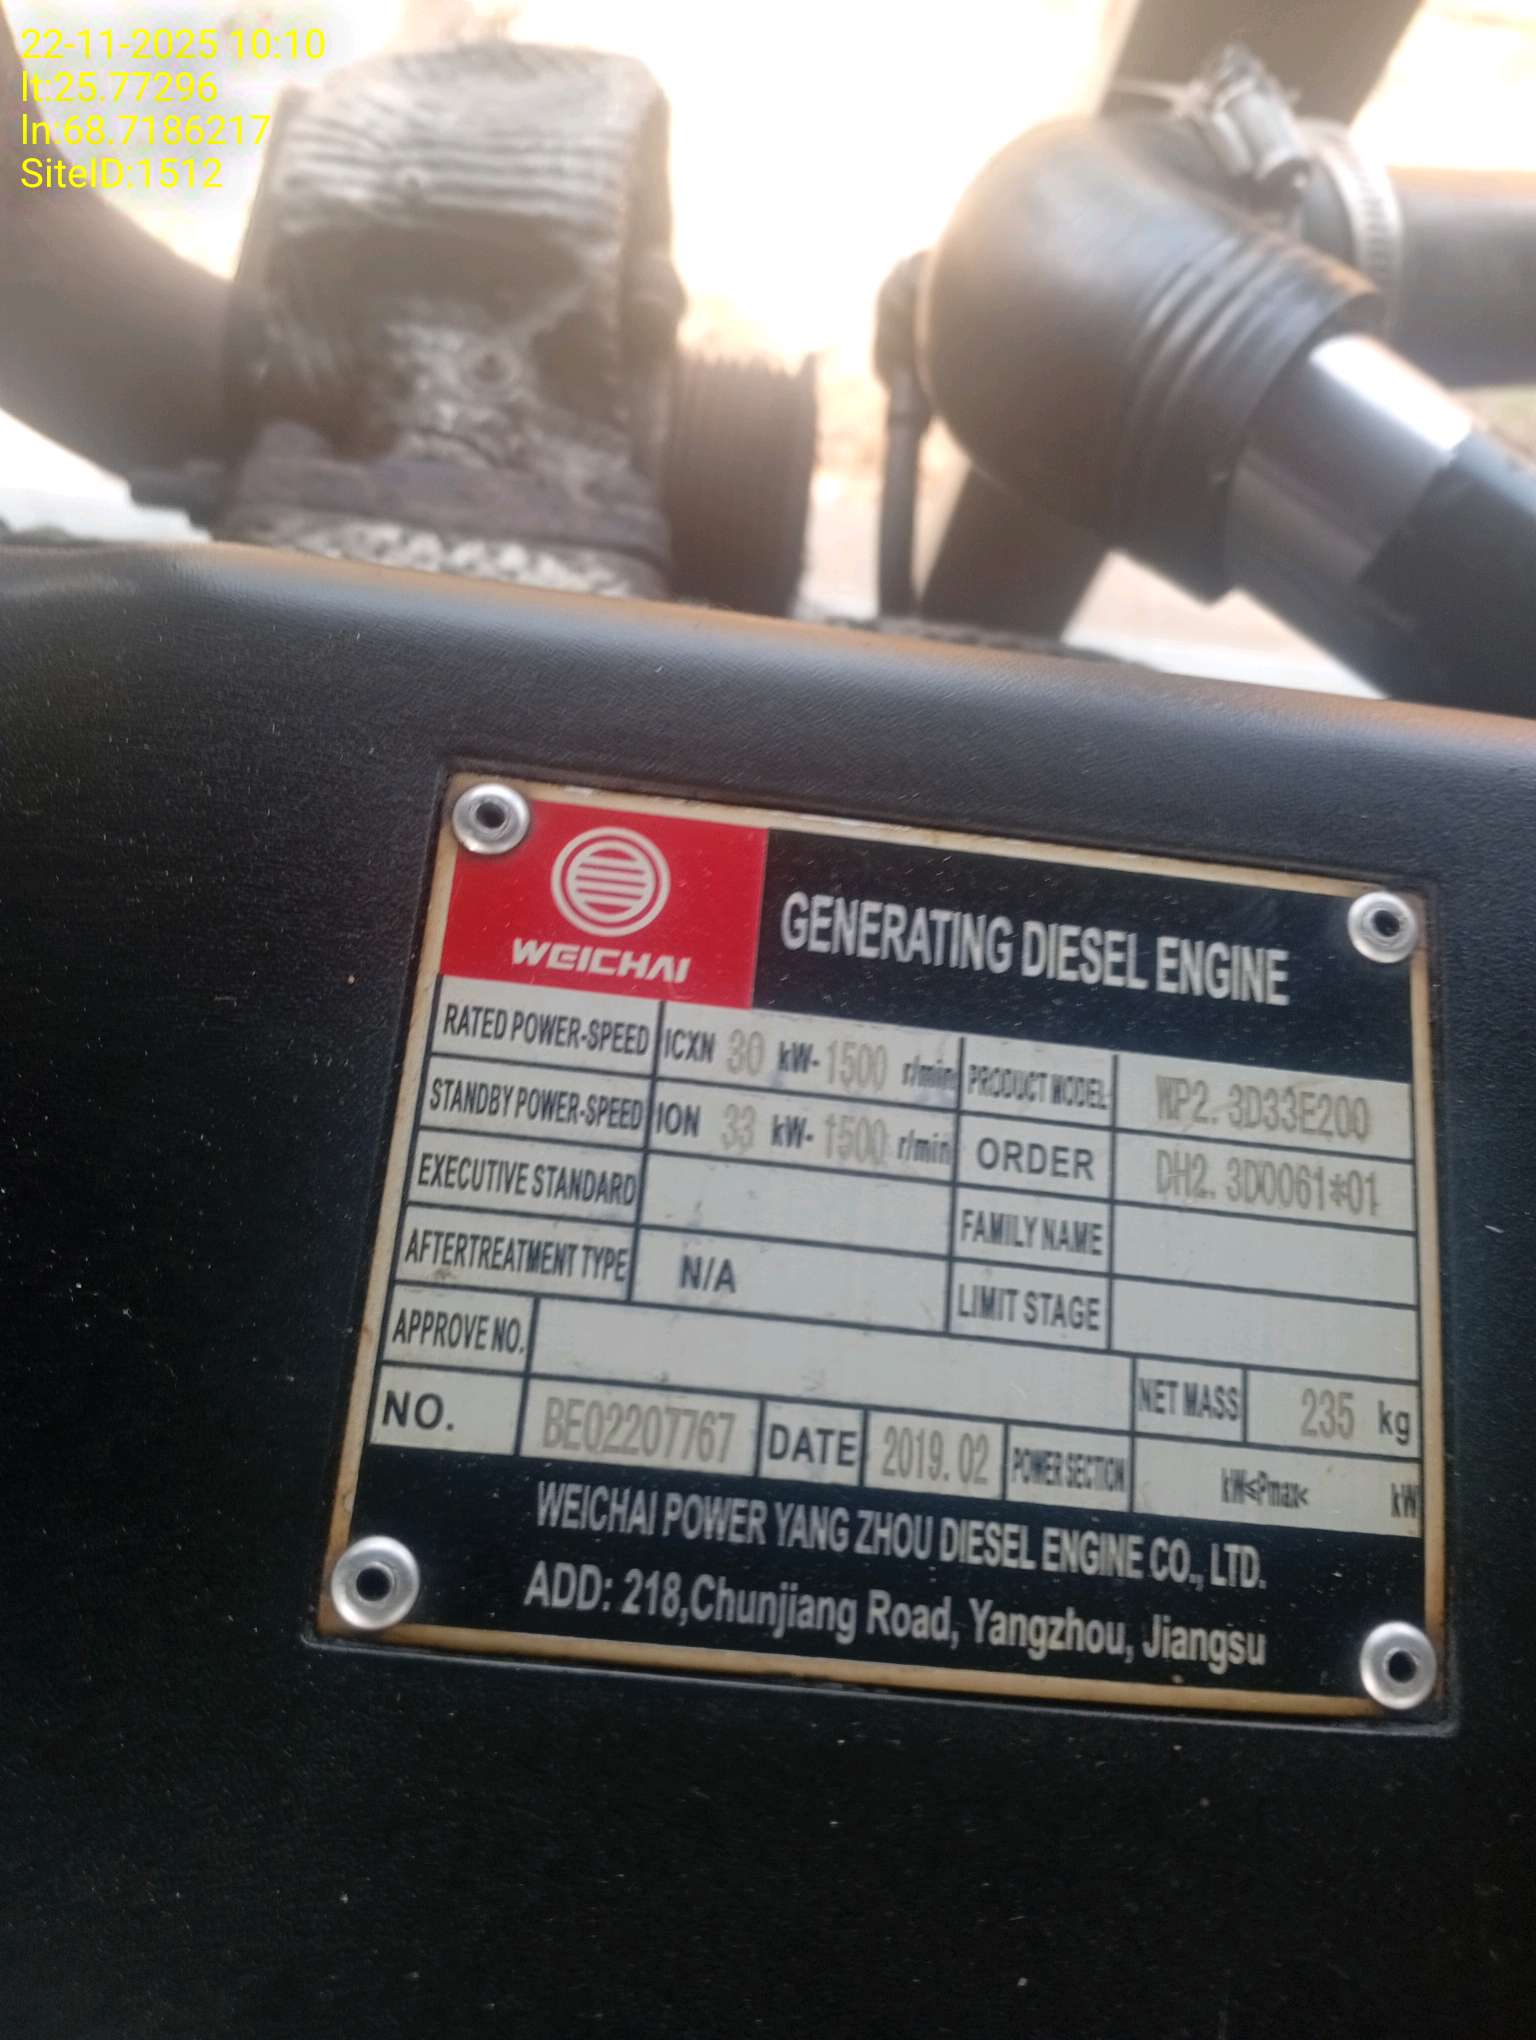 22-11-2025 10:10
lt:25.77296
ln:68.7186217
SiteID:1512
WEICHAI
GENERATING DIESEL ENGINE
RATED POWER-SPEED ICXN 30 kW- 1500 r/min PRODUCT MODEL WP2.3D33E200
STANDBY POWER-SPEED ION 33 kW- 1500 r/min ORDER DH2.3D0061*01
EXECUTIVE STANDARD FAMILY NAME
AFTERTREATMENT TYPE N/A LIMIT STAGE
APPROVE NO. NET MASS 235 kg
NO. BE02207767 DATE 2019.02 POWER SECTION kW≤Pmax< kW
WEICHAI POWER YANG ZHOU DIESEL ENGINE CO., LTD.
ADD: 218,Chunjiang Road, Yangzhou, Jiangsu